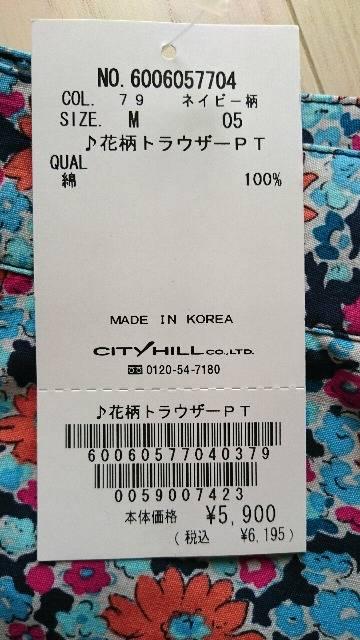 NO. 6006057704
COL. 79 ネイビー柄
SIZE. M 05
♪花柄トラウザーPT
QUAL
綿 100%
MADE IN KOREA
CITY HILL CO.,LTD.
0120-54-7180
♪花柄トラウザーPT
60060577040379
0059007423
本体価格 ¥5,900
(税込 ¥6,195)